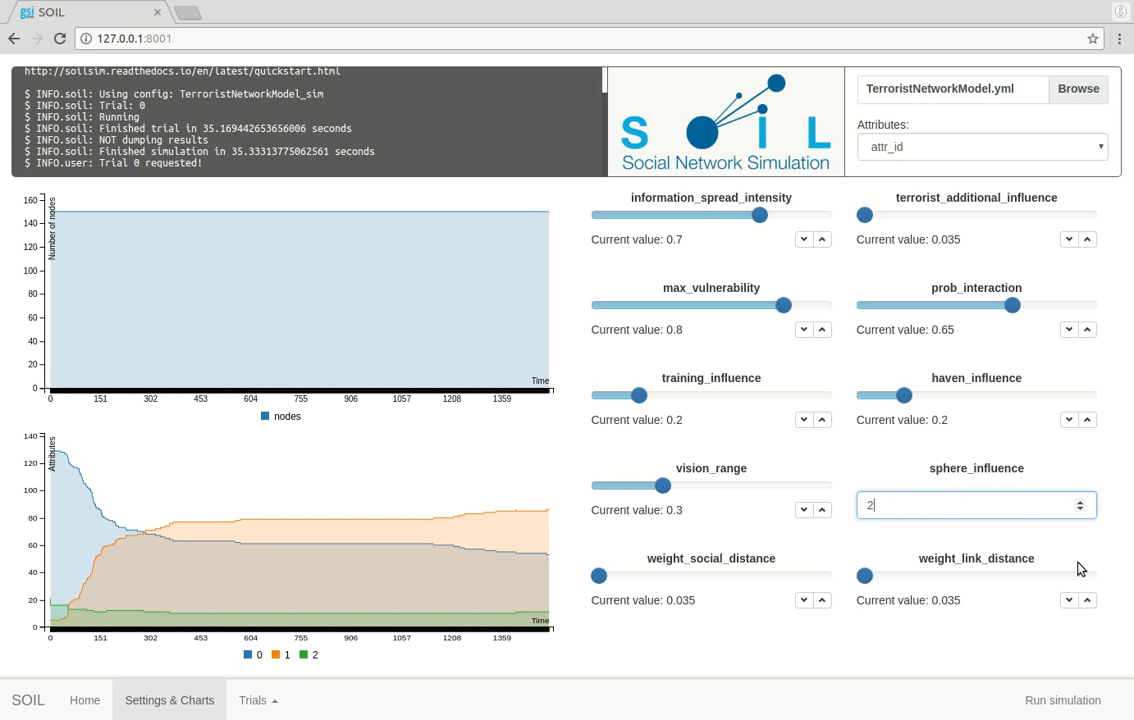 gsi SOIL
127.0.0.1:8001
http://soilsim.readthedocs.io/en/latest/quickstart.html
$ INFO.soil: Using config: TerroristNetworkModel_sim
$ INFO.soil: Trial: 0
$ INFO.soil: Running
$ INFO.soil: Finished trial in 35.169442653656006 seconds
$ INFO.soil: NOT dumping results
$ INFO.soil: Finished simulation in 35.33313775062561 seconds
$ INFO.user: Trial 0 requested!
SOIL
Social Network Simulation
TerroristNetworkModel.yml Browse
Attributes:
attr_id
Number of nodes
160
140
120
100
80
60
40
20
0
Time
0 151 302 453 604 755 906 1057 1208 1359
nodes
Attributes
140
120
100
80
60
40
20
0
Time
0 151 302 453 604 755 906 1057 1208 1359
0 1 2
information_spread_intensity
Current value: 0.7
terrorist_additional_influence
Current value: 0.035
max_vulnerability
Current value: 0.8
prob_interaction
Current value: 0.65
training_influence
Current value: 0.2
haven_influence
Current value: 0.2
vision_range
Current value: 0.3
sphere_influence
2
weight_social_distance
Current value: 0.035
weight_link_distance
Current value: 0.035
SOIL Home Settings & Charts Trials Run simulation